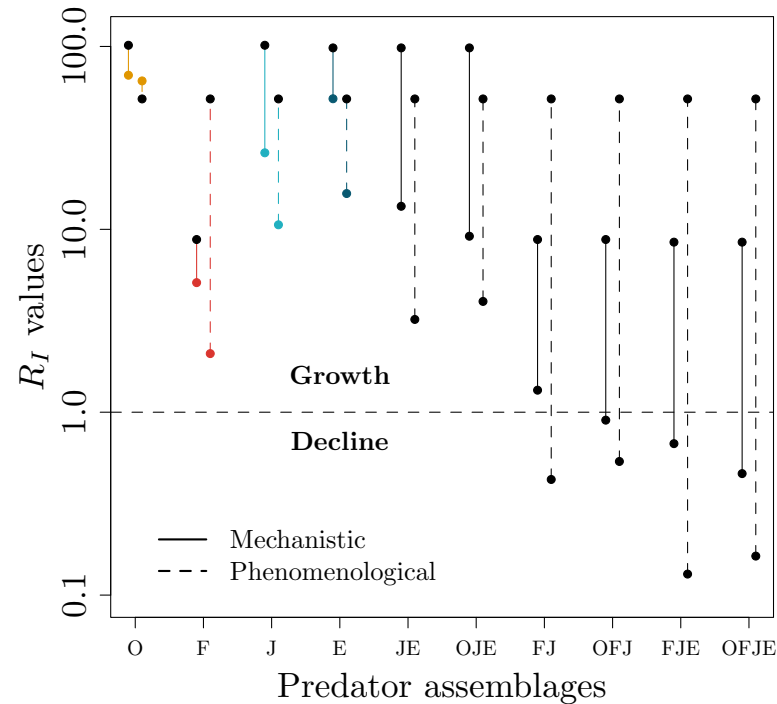 100.0
10.0
1.0
0.1
R_I values
Growth
Decline
Mechanistic
Phenomenological
O F J E JE OJE FJ OFJ FJE OFJE
Predator assemblages